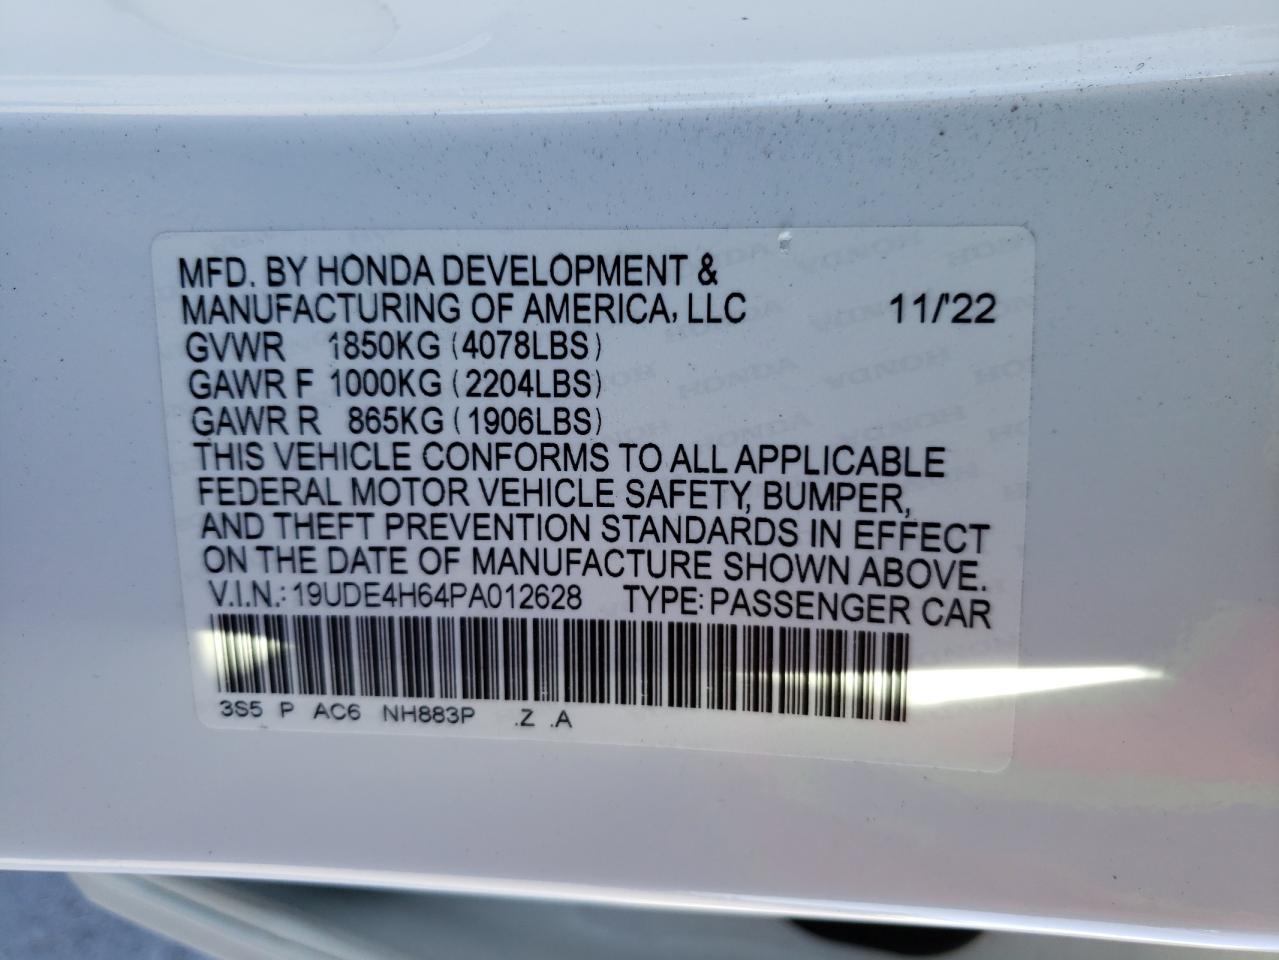 MFD. BY HONDA DEVELOPMENT &
MANUFACTURING OF AMERICA, LLC 11/'22
GVWR 1850KG (4078LBS)
GAWR F 1000KG (2204LBS)
GAWR R 865KG (1906LBS)
THIS VEHICLE CONFORMS TO ALL APPLICABLE
FEDERAL MOTOR VEHICLE SAFETY, BUMPER,
AND THEFT PREVENTION STANDARDS IN EFFECT
ON THE DATE OF MANUFACTURE SHOWN ABOVE.
V.I.N.: 19UDE4H64PA012628 TYPE: PASSENGER CAR
3S5 P AC6 NH883P .Z .A